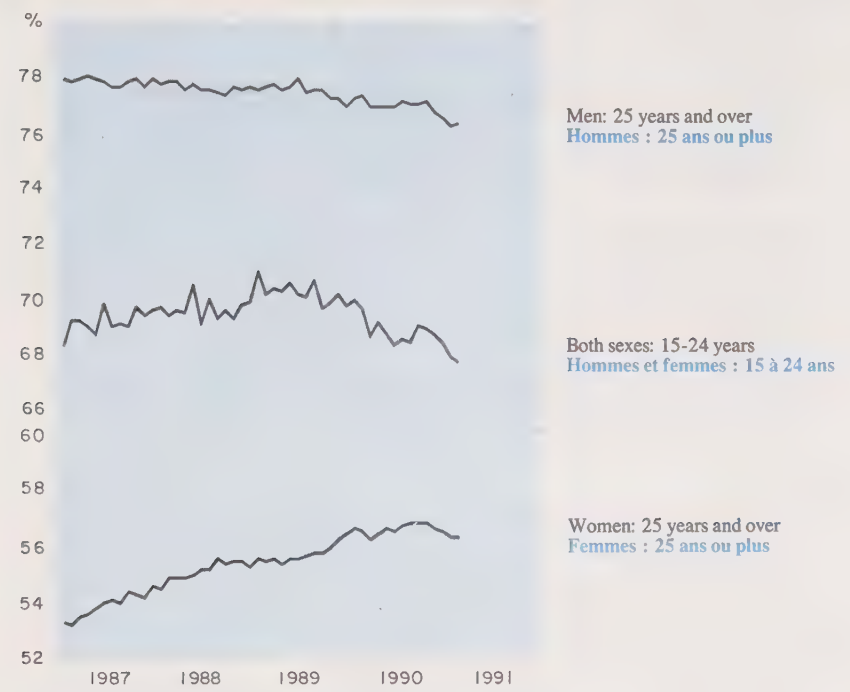 %
78
76
74
72
70
68
66
60
58
56
54
52
1987 1988 1989 1990 1991
Men: 25 years and over
Hommes : 25 ans ou plus
Both sexes: 15-24 years
Hommes et femmes : 15 à 24 ans
Women: 25 years and over
Femmes : 25 ans ou plus